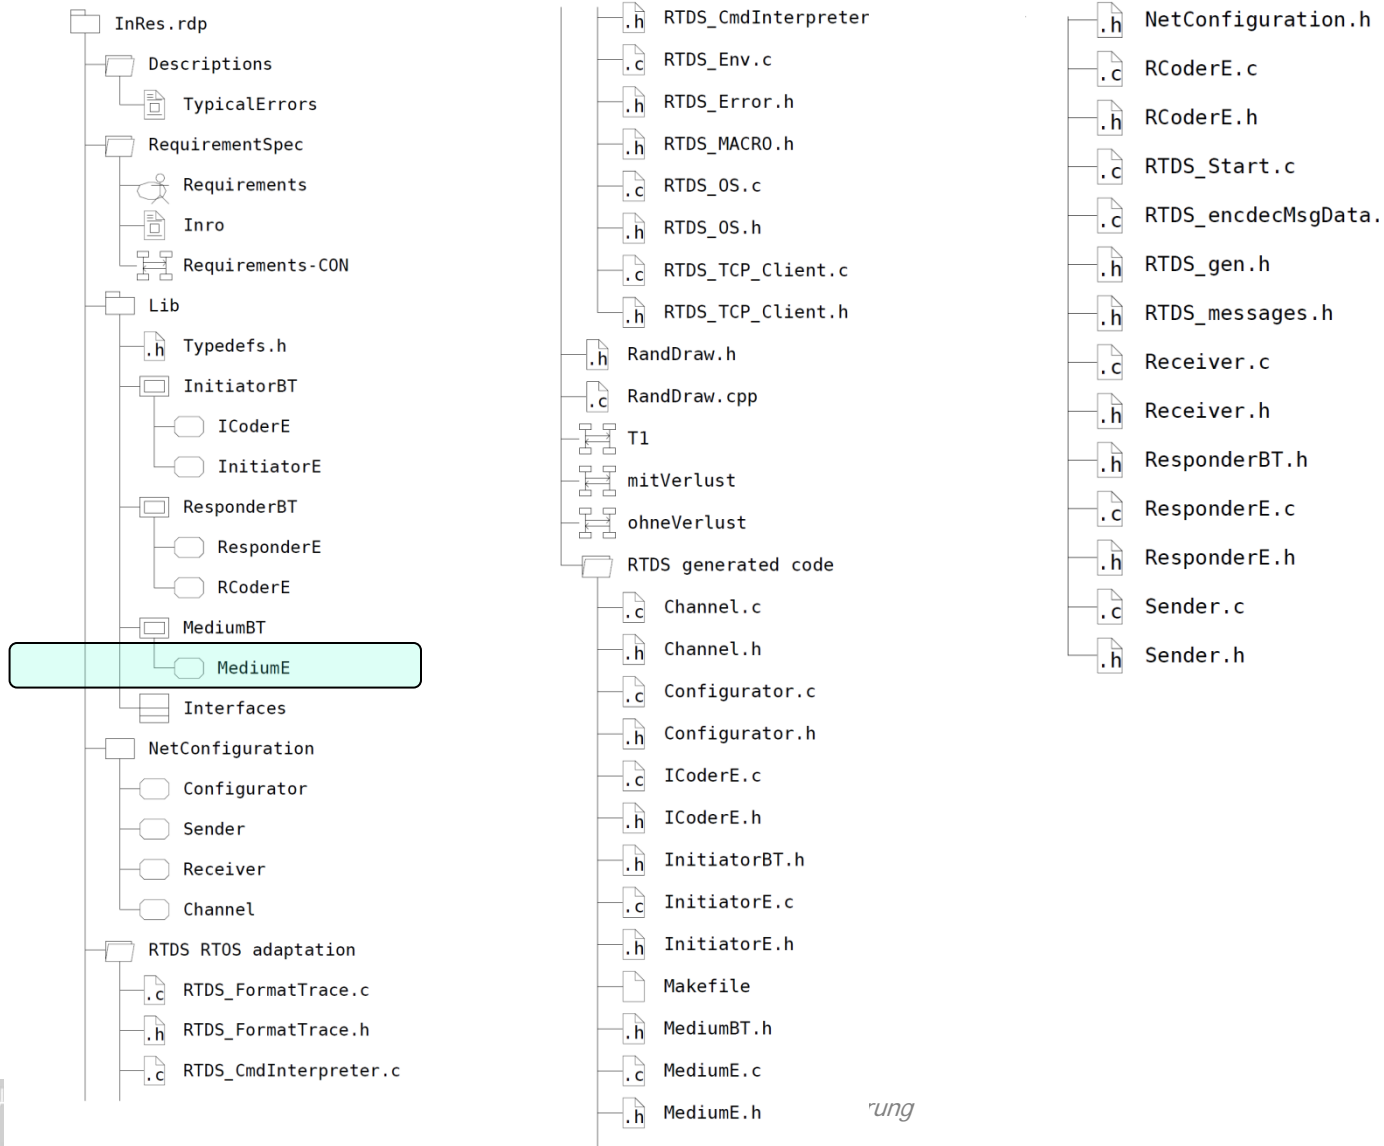 InRes.rdp
Descriptions
TypicalErrors
RequirementSpec
Requirements
Inro
Requirements-CON
Lib
.h Typedefs.h
InitiatorBT
ICoderE
InitiatorE
ResponderBT
ResponderE
RCoderE
MediumBT
MediumE
Interfaces
NetConfiguration
Configurator
Sender
Receiver
Channel
RTDS RTOS adaptation
.c RTDS_FormatTrace.c
.h RTDS_FormatTrace.h
.c RTDS_CmdInterpreter.c
.h RTDS_CmdInterpreter
.c RTDS_Env.c
.h RTDS_Error.h
.h RTDS_MACRO.h
.c RTDS_OS.c
.h RTDS_OS.h
.c RTDS_TCP_Client.c
.h RTDS_TCP_Client.h
.h RandDraw.h
.c RandDraw.cpp
T1
mitVerlust
ohneVerlust
RTDS generated code
.c Channel.c
.h Channel.h
.c Configurator.c
.h Configurator.h
.c ICoderE.c
.h ICoderE.h
.h InitiatorBT.h
.c InitiatorE.c
.h InitiatorE.h
Makefile
.h MediumBT.h
.c MediumE.c
.h MediumE.h
rung
.h NetConfiguration.h
.c RCoderE.c
.h RCoderE.h
.c RTDS_Start.c
.c RTDS_encdecMsgData.
.h RTDS_gen.h
.h RTDS_messages.h
.c Receiver.c
.h Receiver.h
.h ResponderBT.h
.c ResponderE.c
.h ResponderE.h
.c Sender.c
.h Sender.h